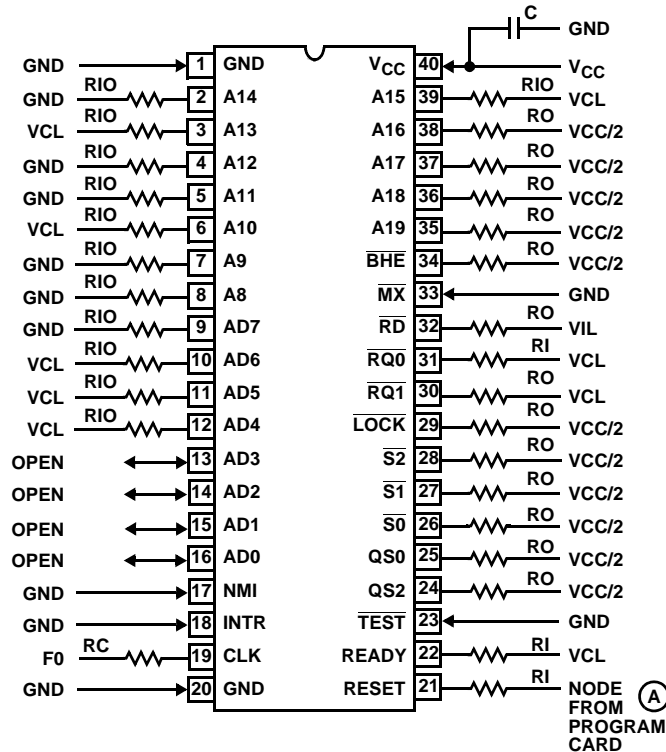 C
GND
GND 1 GND VCC 40 VCC
GND RIO 2 A14 A15 39 RIO VCL
VCL RIO 3 A13 A16 38 RO VCC/2
GND RIO 4 A12 A17 37 RO VCC/2
GND RIO 5 A11 A18 36 RO VCC/2
VCL RIO 6 A10 A19 35 RO VCC/2
GND RIO 7 A9 BHE 34 RO VCC/2
GND RIO 8 A8 MX 33 GND
GND RIO 9 AD7 RD 32 RO VIL
VCL RIO 10 AD6 RQ0 31 RI VCL
VCL RIO 11 AD5 RQ1 30 RO VCL
VCL RIO 12 AD4 LOCK 29 RO VCC/2
OPEN 13 AD3 S2 28 RO VCC/2
OPEN 14 AD2 S1 27 RO VCC/2
OPEN 15 AD1 S0 26 RO VCC/2
OPEN 16 AD0 QS0 25 RO VCC/2
GND 17 NMI QS2 24 RO VCC/2
GND 18 INTR TEST 23 GND
F0 RC 19 CLK READY 22 RI VCL
GND 20 GND RESET 21 RI NODE A
FROM
PROGRAM
CARD